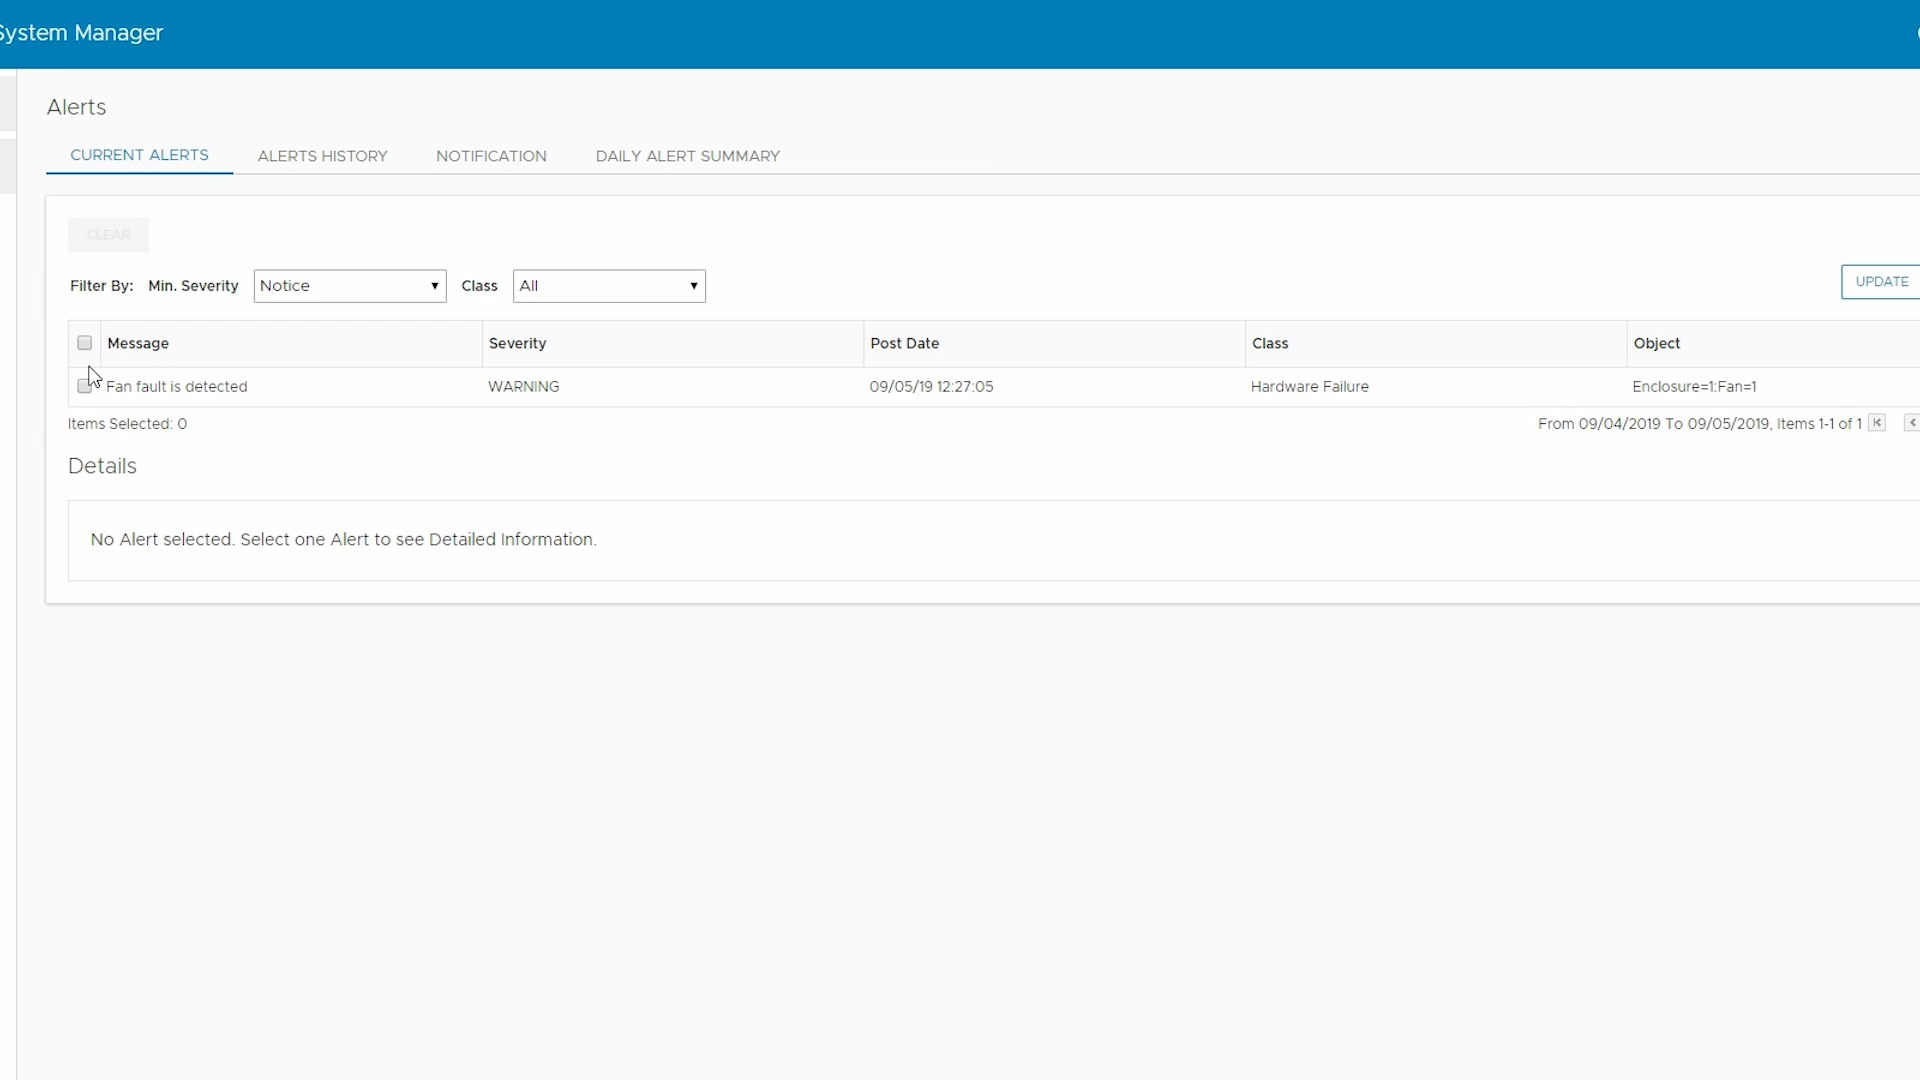 System Manager
Alerts
CURRENT ALERTS ALERTS HISTORY NOTIFICATION DAILY ALERT SUMMARY
CLEAR
Filter By: Min. Severity Notice Class All UPDATE
Message Severity Post Date Class Object
Fan fault is detected WARNING 09/05/19 12:27:05 Hardware Failure Enclosure=1:Fan=1
Items Selected: 0 From 09/04/2019 To 09/05/2019, Items 1-1 of 1
Details
No Alert selected. Select one Alert to see Detailed Information.